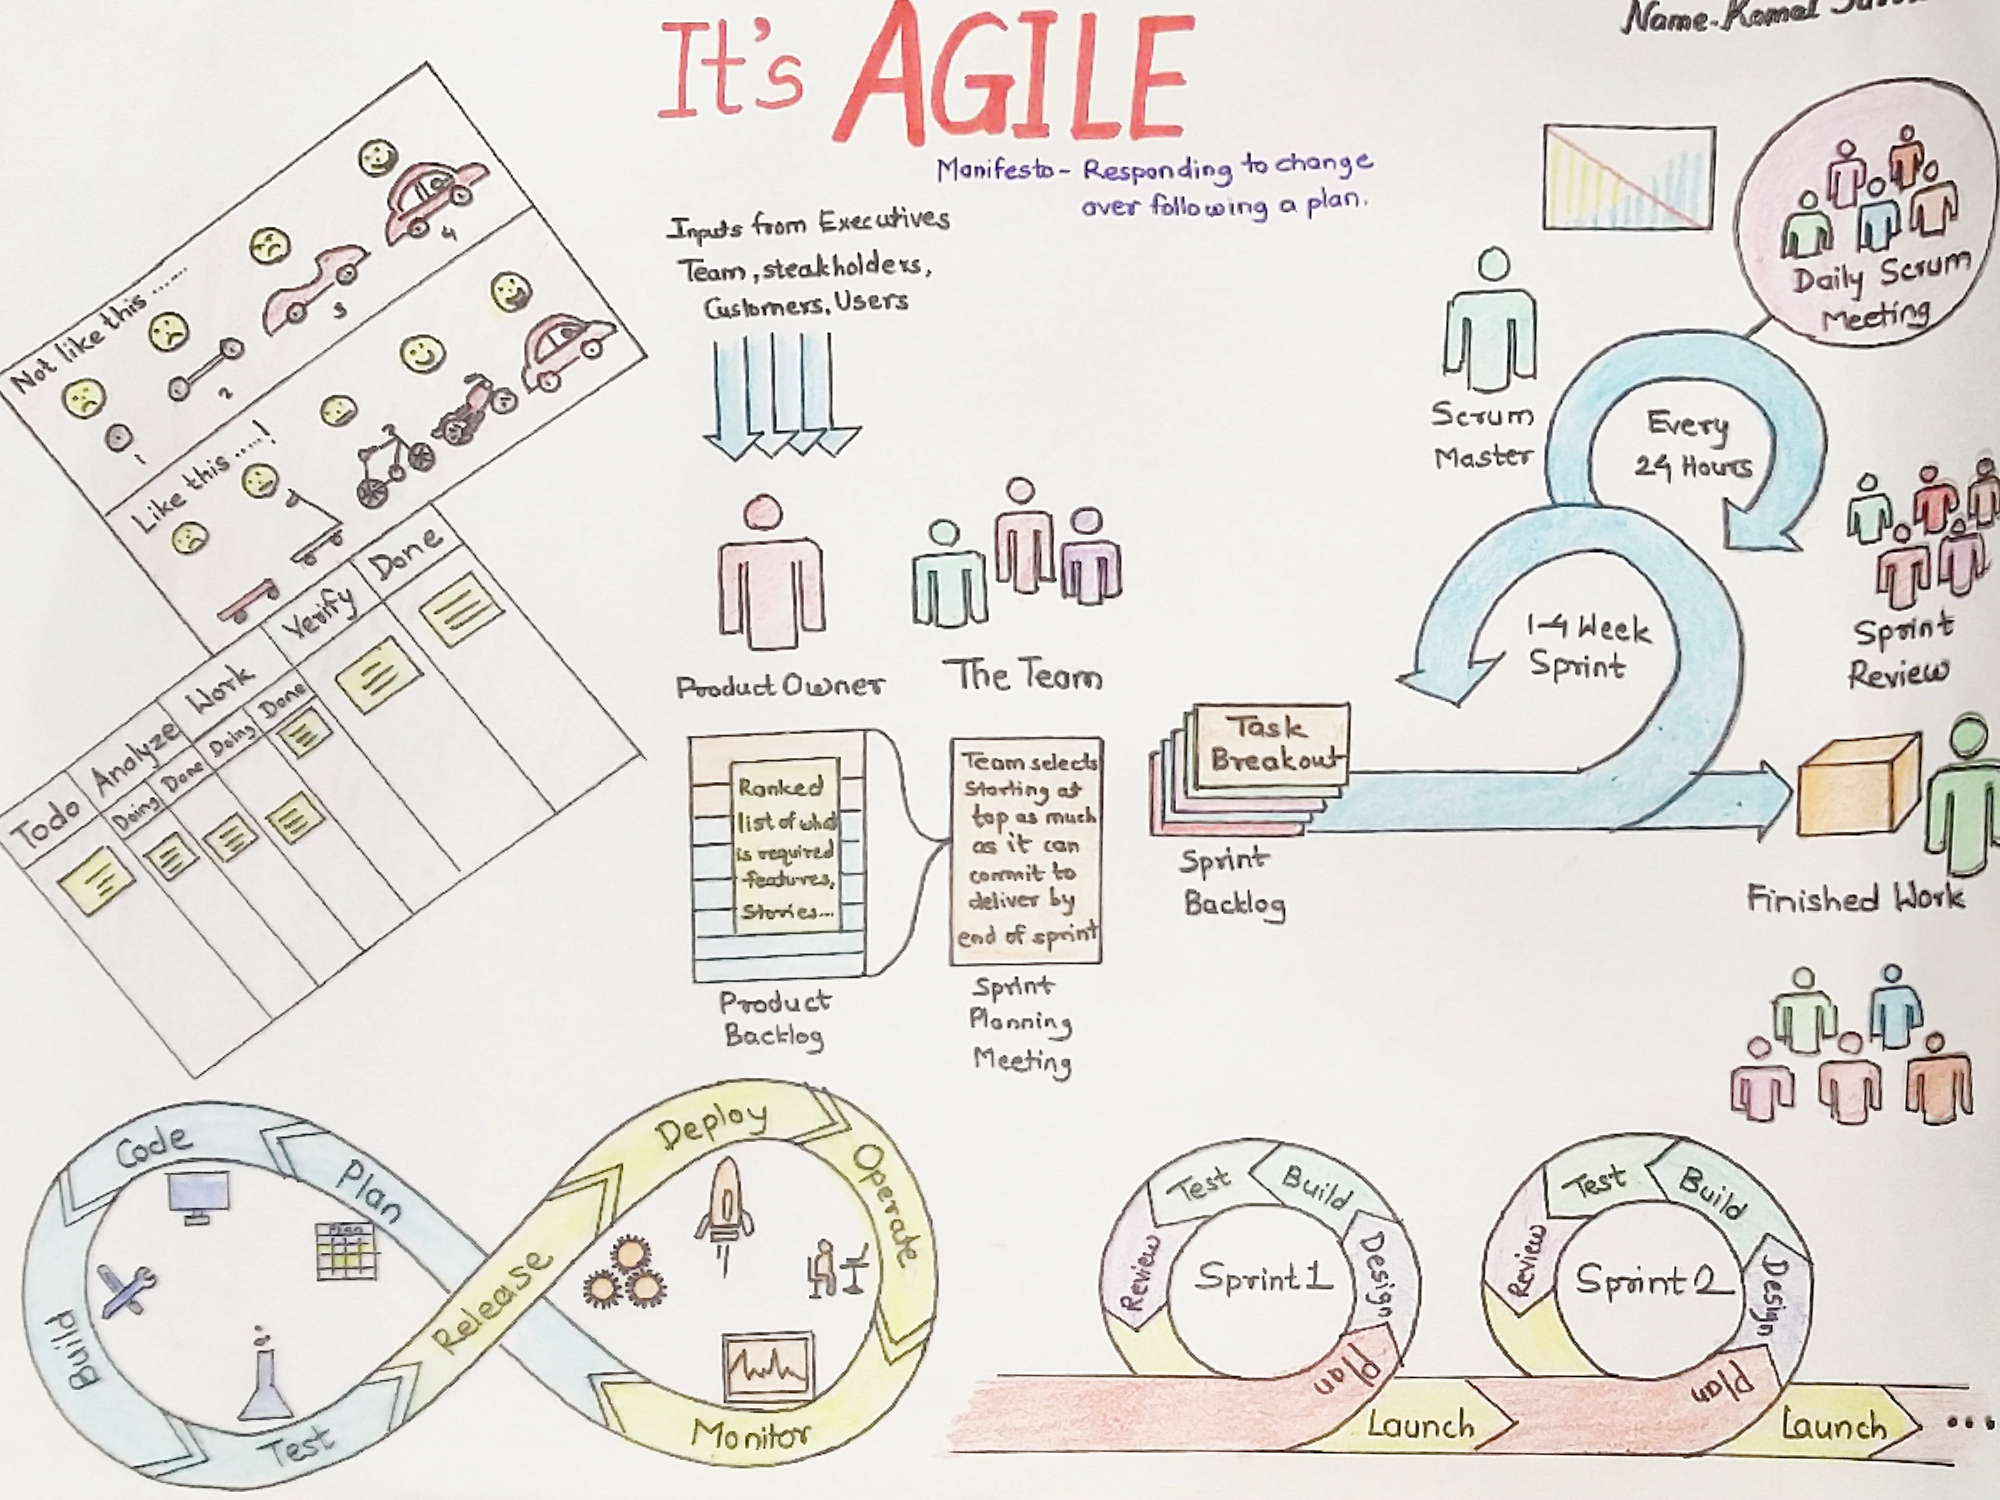 Name-Komal
It's AGILE
Manifesto- Responding to change
over following a plan.
Not like this ......
1
2
3
4
Like this .....!
Inputs from Executives
Team, steakholders,
Customers, Users
Product Owner
The Team
Scrum
Master
Daily Scrum
Meeting
Every
24 Hours
1-4 Week
Sprint
Sprint
Review
Todo
Analyze
Work
Verify
Done
Doing
Done
Doing
Done
Ranked
list of what
is required
features,
Stories...
Product
Backlog
Team selects
Starting at
top as much
as it can
commit to
deliver by
end of sprint
Sprint
Planning
Meeting
Task
Breakout
Sprint
Backlog
Finished Work
Code
Plan
Plan
Build
Test
Release
Deploy
Operate
Monitor
Test
Build
Design
Plan
Review
Sprint 1
Launch
Test
Build
Design
Plan
Review
Sprint 2
Launch
...